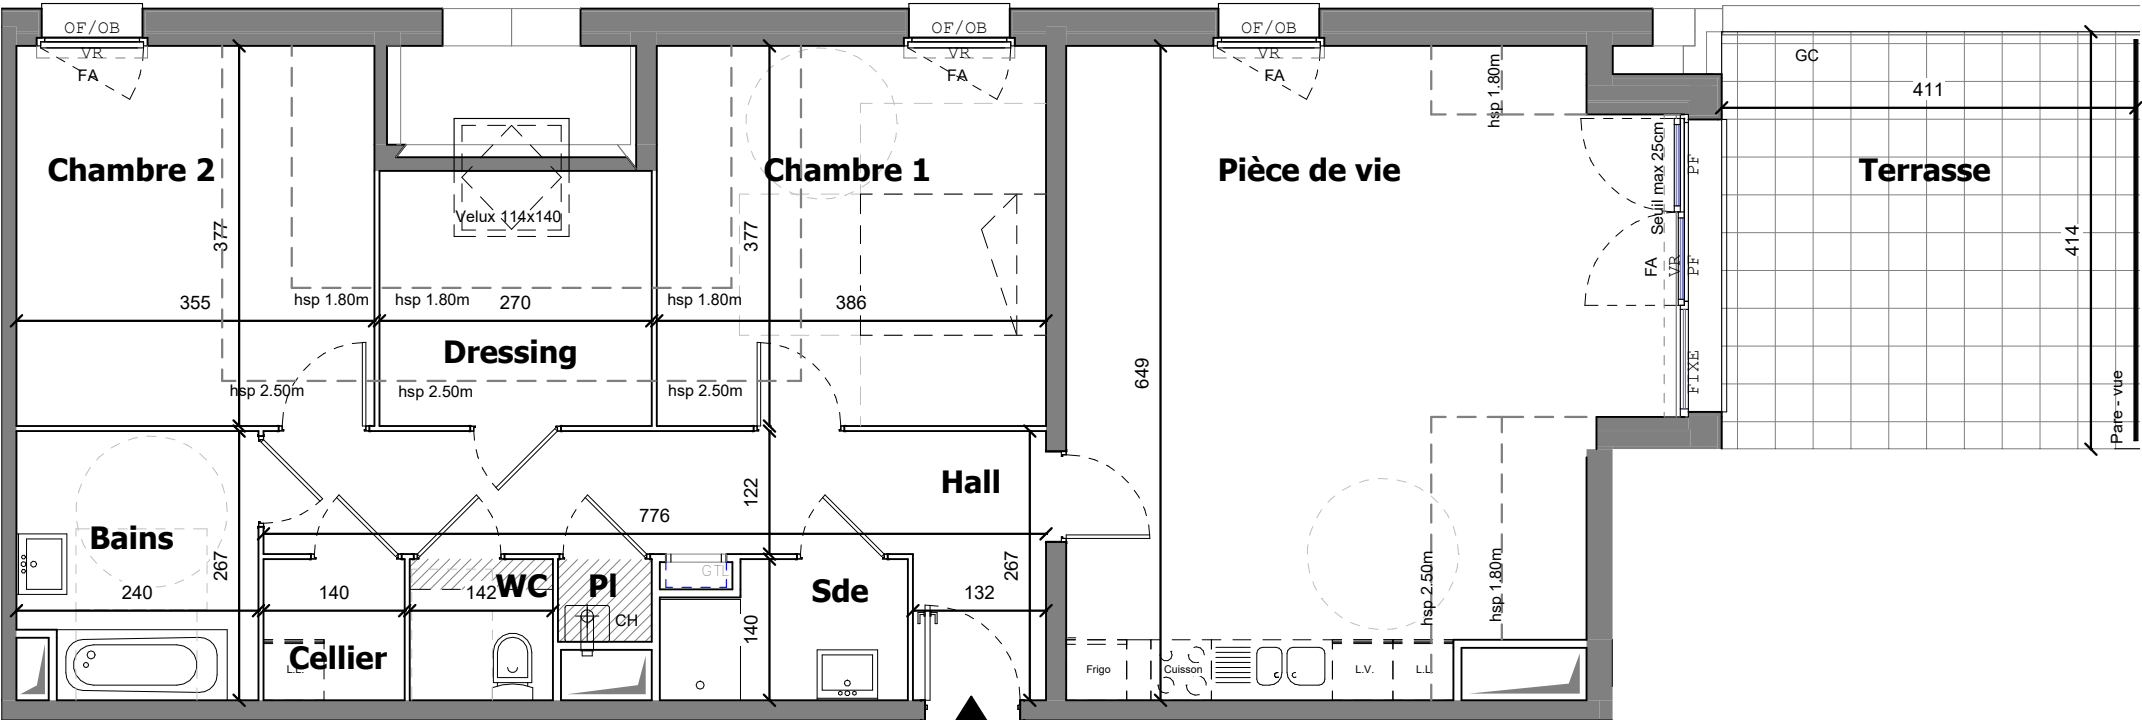 OF/OB
VR
FA
OF/OB
VR
FA
OF/OB
VR
FA
GC
411
hsp 1.80m
Chambre 2
Chambre 1
Pièce de vie
Seuil max 25cm
PF
Terrasse
Velux 114x140
377
377
414
FA
VR
PF
355
hsp 1.80m
hsp 1.80m
270
hsp 1.80m
386
Dressing
649
FIXE
hsp 2.50m
hsp 2.50m
hsp 2.50m
Pare - vue
Hall
122
776
Bains
267
267
240
140
142
WC
Pl
GTL
Sde
132
hsp 2.50m
hsp 1.80m
CH
140
Cellier
L.L.
Frigo
Cuisson
L.V.
L.L.